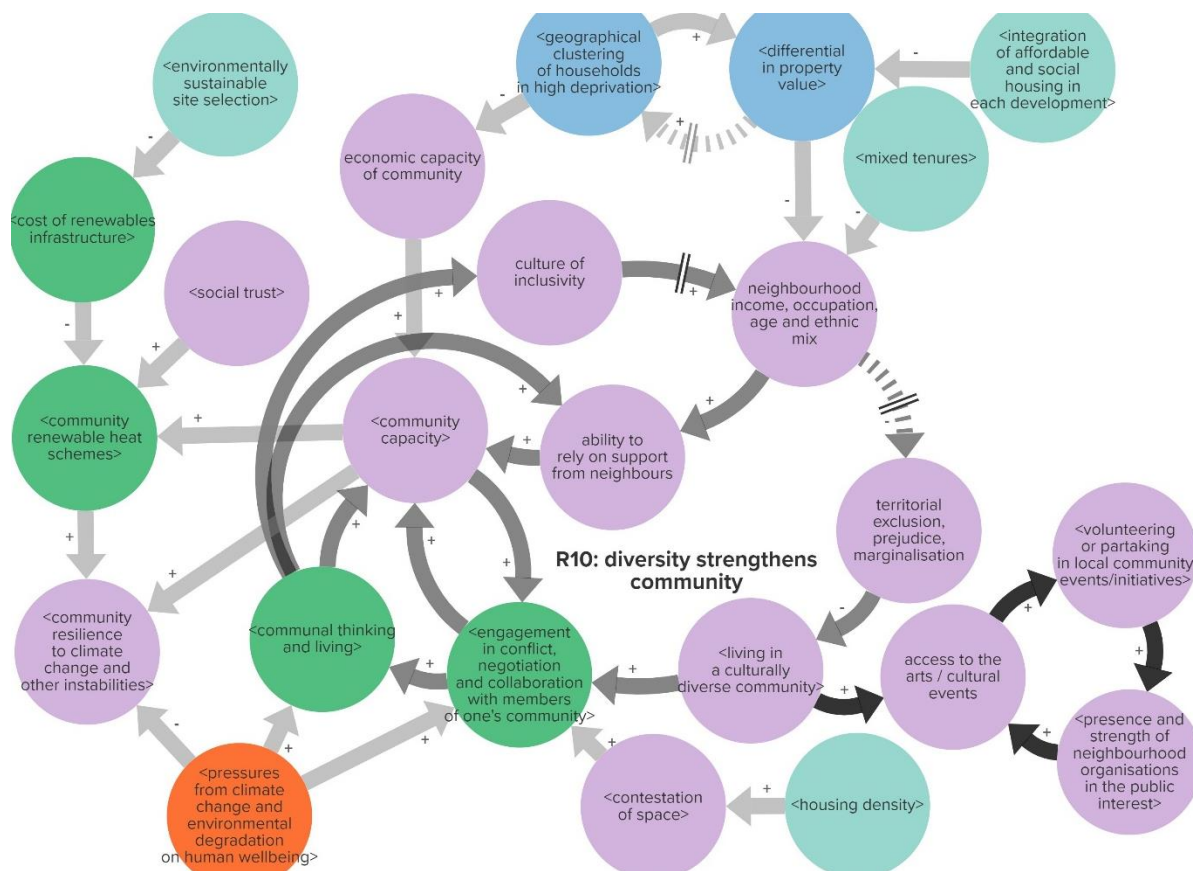 <environmentally
sustainable
site selection>
<geographical
clustering
of households
in high deprivation>
+
<differential
in property
value>
-
<integration
of affordable
and social
housing in
each development>
-
-
+
economic capacity
of community
<mixed tenures>
<cost of renewables
infrastructure>
-
-
culture of
inclusivity
<social trust>
+
+
neighbourhood
income, occupation,
age and ethnic
mix
-
+
+
<community
renewable heat
schemes>
+
<community
capacity>
+
+
+
ability to
rely on support
from neighbours
-
territorial
exclusion,
prejudice,
marginalisation
<volunteering
or partaking
in local community
events/initiatives>
+
+
+
+
R10: diversity strengthens
community
+
-
+
<community
resilience
to climate
change and
other instabilities>
<communal thinking
and living>
+
<engagement
in conflict,
negotiation
and collaboration
with members
of one's community>
+
<living in
a culturally
diverse community>
+
access to the
arts / cultural
events
+
-
+
+
+
+
<presence and
strength of
neighbourhood
organisations
in the public
interest>
<pressures
from climate
change and
environmental
degradation
on human wellbeing>
<contestation
of space>
+
<housing density>